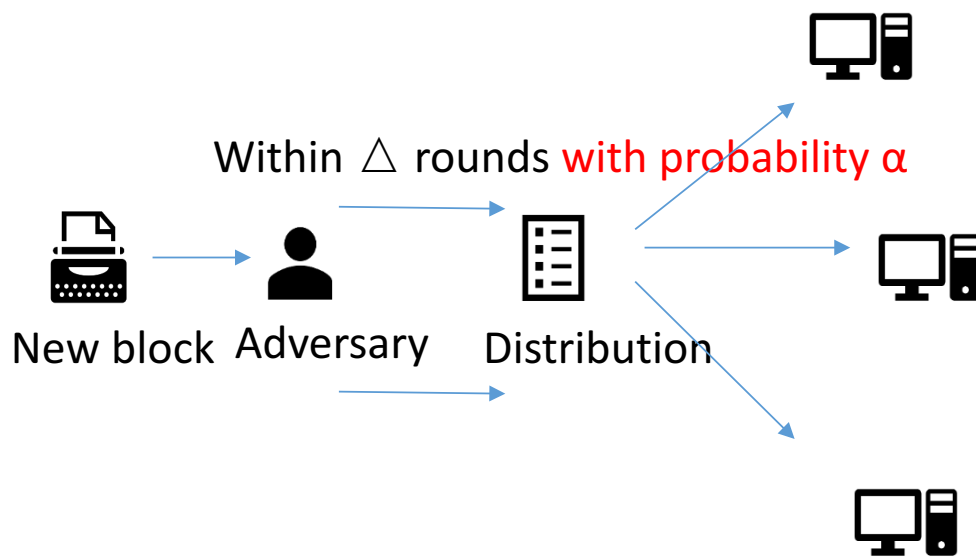 Within △ rounds with probability α
New block
Adversary
Distribution